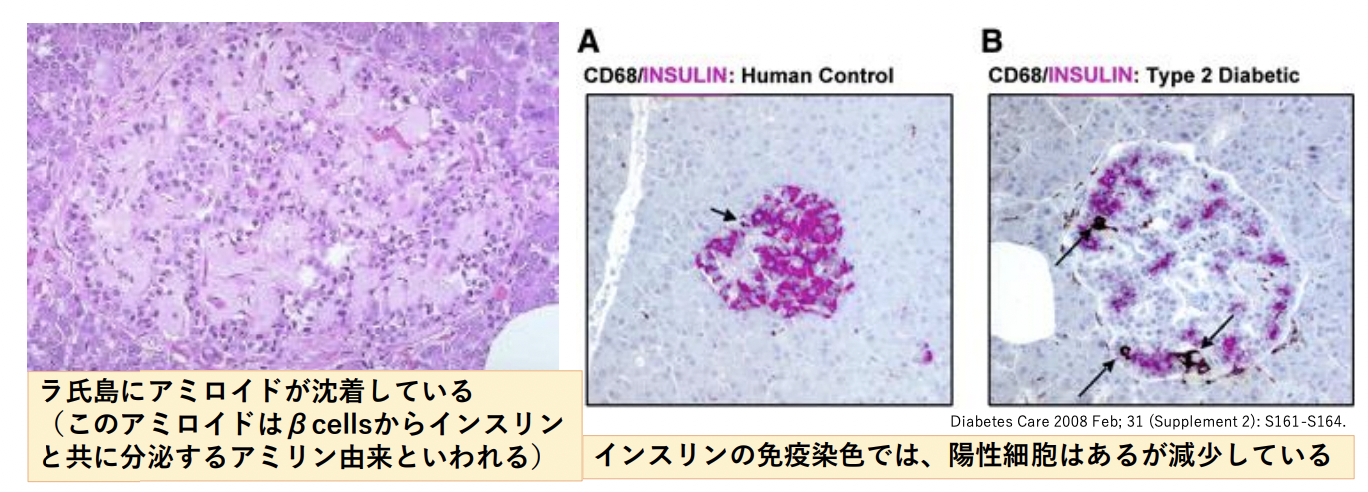 A
CD68/INSULIN: Human Control
B
CD68/INSULIN: Type 2 Diabetic
ラ氏島にアミロイドが沈着している
（このアミロイドはβcellsからインスリン
と共に分泌するアミリン由来といわれる）
Diabetes Care 2008 Feb; 31 (Supplement 2): S161-S164.
インスリンの免疫染色では、陽性細胞はあるが減少している